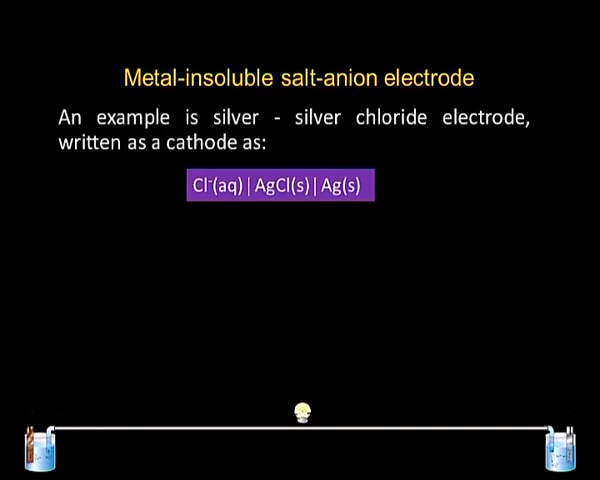 Metal-insoluble salt-anion electrode
An example is silver - silver chloride electrode,
written as a cathode as:
Cl⁻(aq) | AgCl(s) | Ag(s)